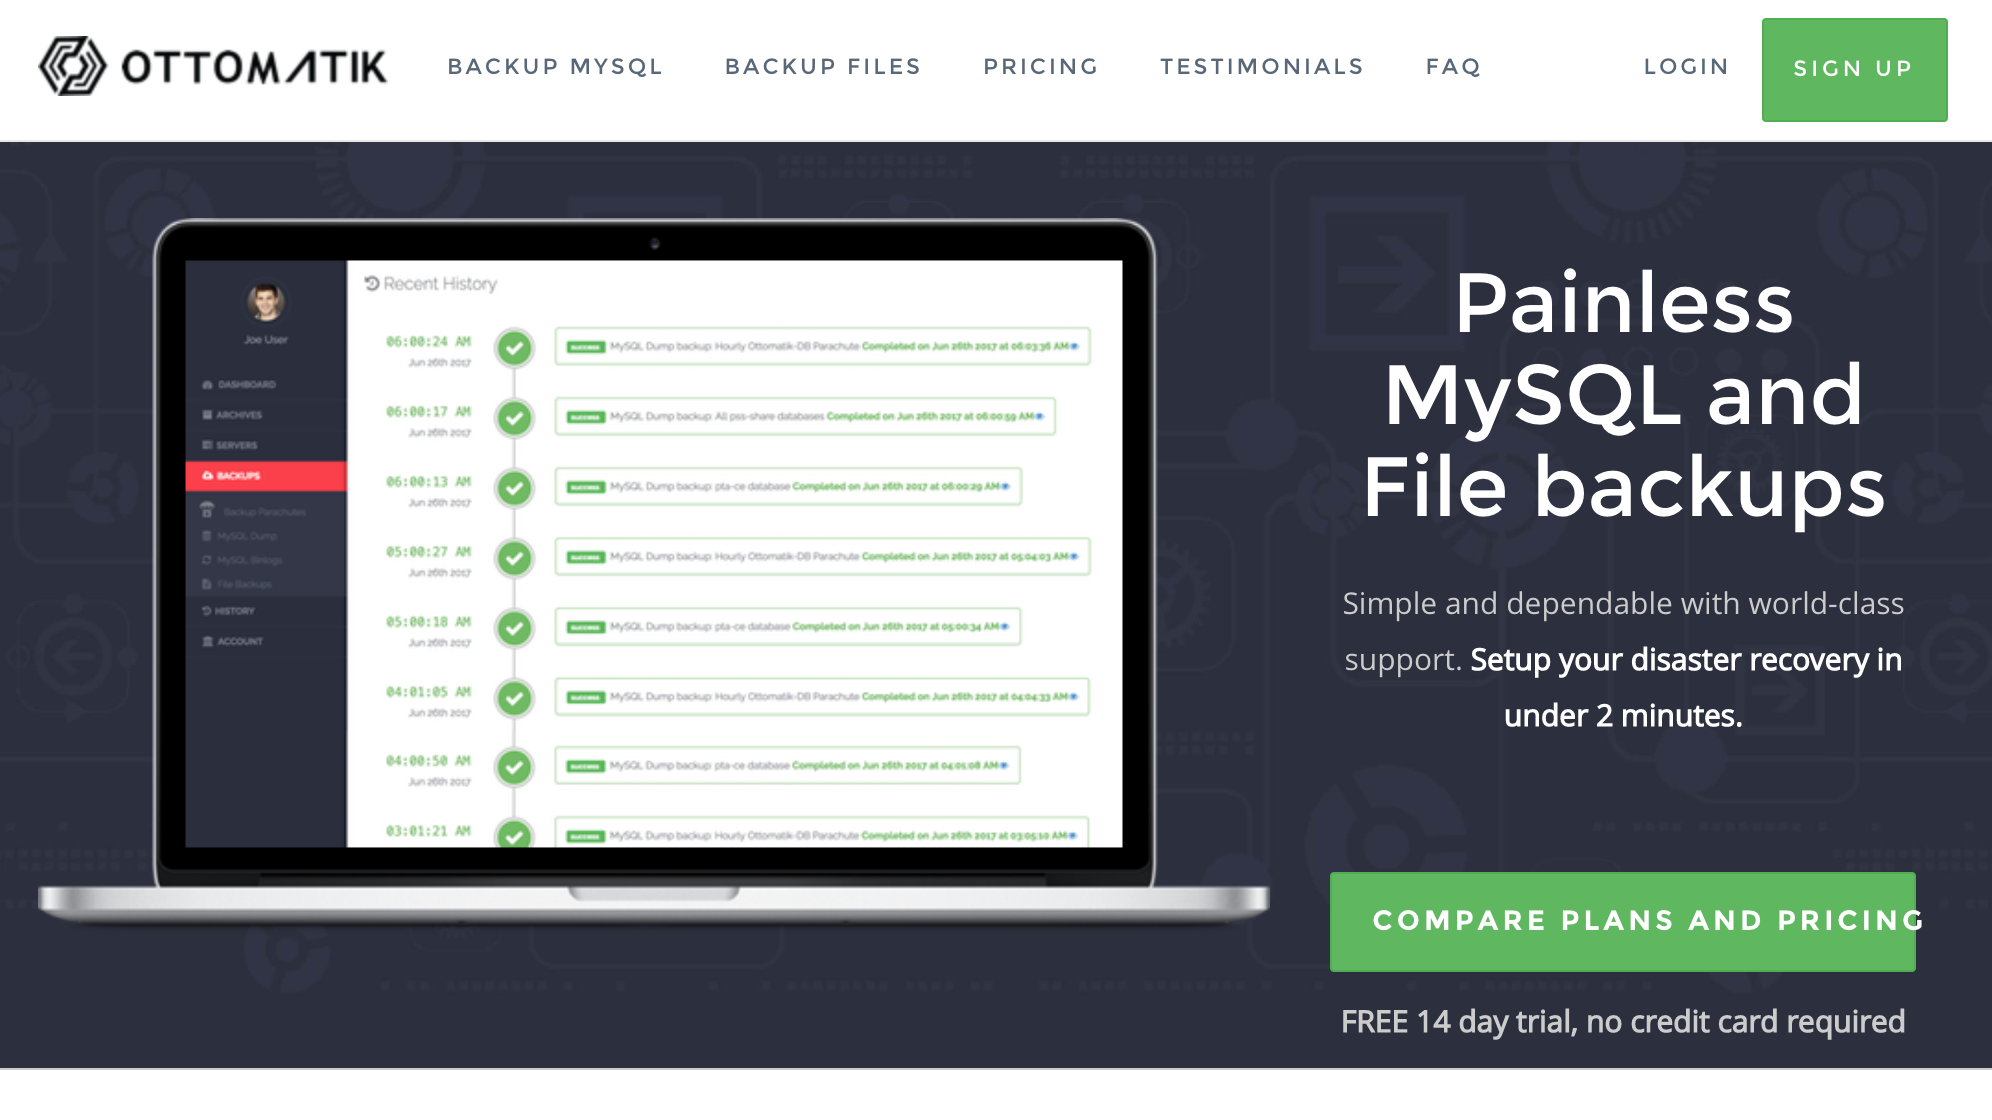 OTTOMATIK
BACKUP MYSQL
BACKUP FILES
PRICING
TESTIMONIALS
FAQ
LOGIN
SIGN UP
Joe User
DASHBOARD
ARCHIVES
SERVERS
BACKUPS
Backup Parachutes
MySQL Dump
MySQL Binlogs
File Backups
HISTORY
ACCOUNT
Recent History
06:00:24 AM
Jun 26th 2017
SUCCESS MySQL Dump backup: Hourly Ottomatik-DB Parachute Completed on Jun 26th 2017 at 06:03:36 AM
06:00:17 AM
Jun 26th 2017
SUCCESS MySQL Dump backup: All pss-share databases Completed on Jun 26th 2017 at 06:00:59 AM
06:00:13 AM
Jun 26th 2017
SUCCESS MySQL Dump backup: pta-ce database Completed on Jun 26th 2017 at 06:00:29 AM
05:00:27 AM
Jun 26th 2017
SUCCESS MySQL Dump backup: Hourly Ottomatik-DB Parachute Completed on Jun 26th 2017 at 05:04:03 AM
05:00:18 AM
Jun 26th 2017
SUCCESS MySQL Dump backup: pta-ce database Completed on Jun 26th 2017 at 05:00:34 AM
04:01:05 AM
Jun 26th 2017
SUCCESS MySQL Dump backup: Hourly Ottomatik-DB Parachute Completed on Jun 26th 2017 at 04:04:33 AM
04:00:50 AM
Jun 26th 2017
SUCCESS MySQL Dump backup: pta-ce database Completed on Jun 26th 2017 at 04:01:08 AM
03:01:21 AM
SUCCESS MySQL Dump backup: Hourly Ottomatik-DB Parachute Completed on Jun 26th 2017 at 03:05:10 AM
Painless
MySQL and
File backups
Simple and dependable with world-class
support. Setup your disaster recovery in
under 2 minutes.
COMPARE PLANS AND PRICING
FREE 14 day trial, no credit card required